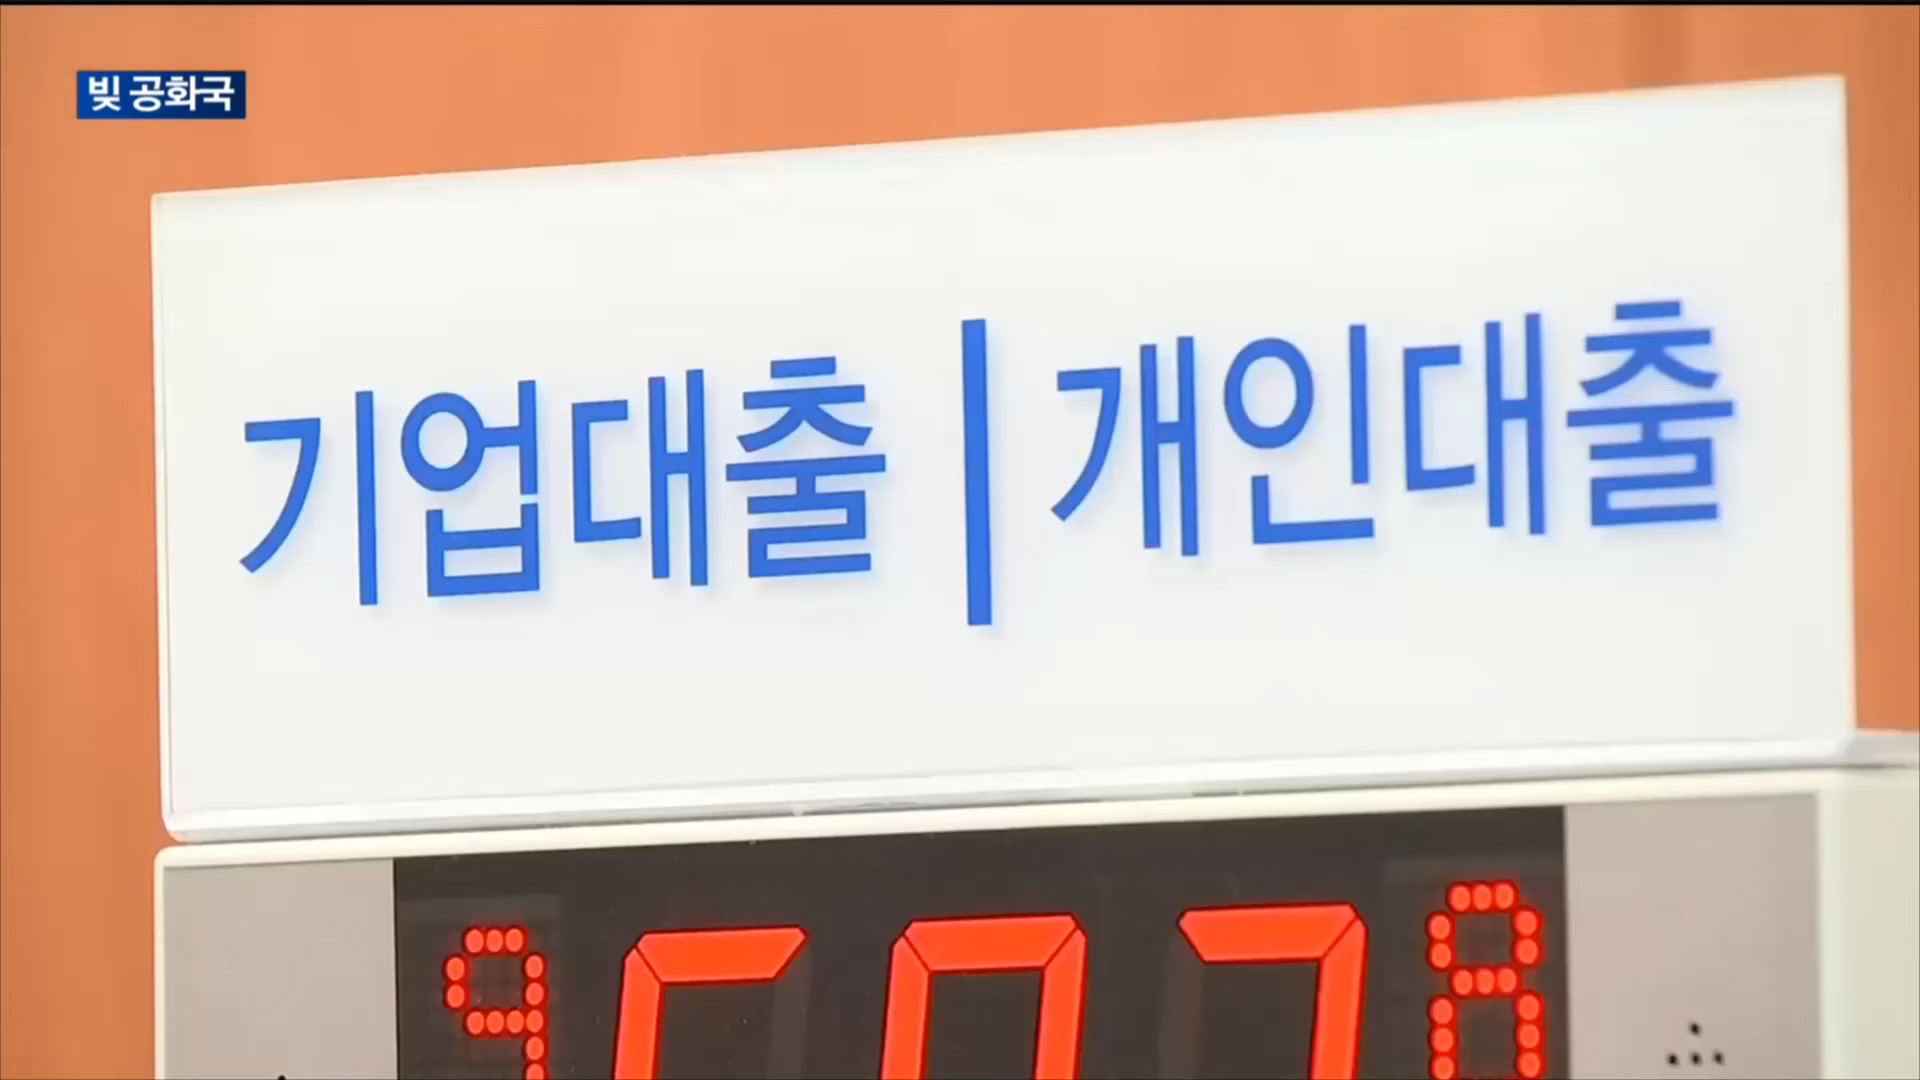 빚 공화국
기업대출 | 개인대출